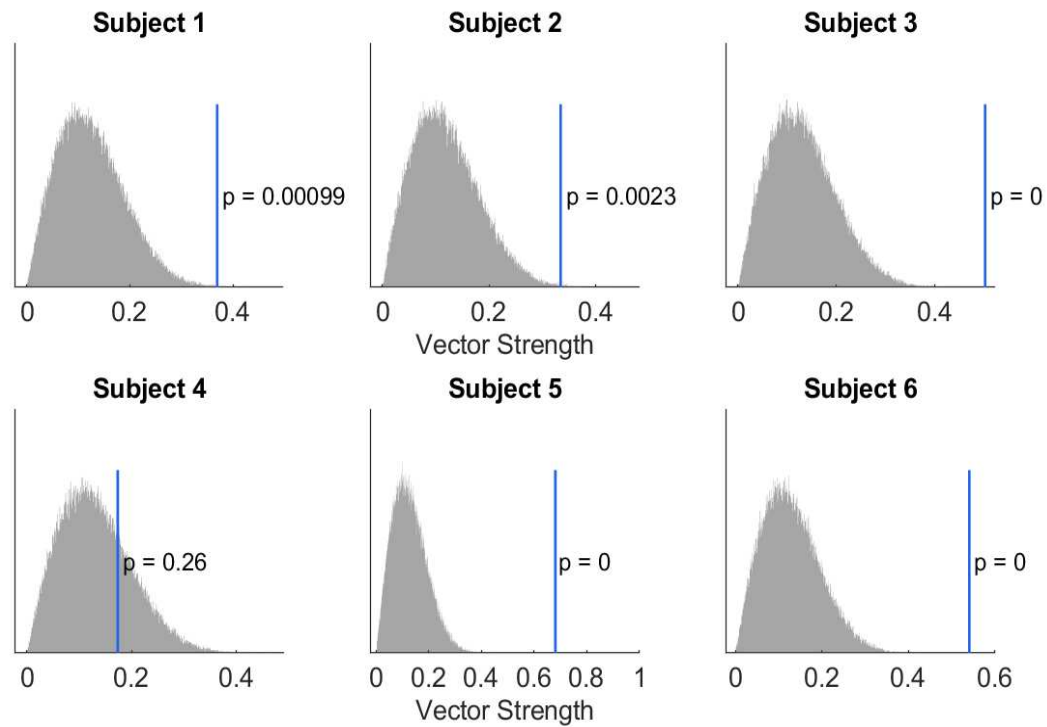 Subject 1
Subject 2
Subject 3
p = 0.00099
p = 0.0023
p = 0
0 0.2 0.4
0 0.2 0.4
0 0.2 0.4
Vector Strength
Subject 4
Subject 5
Subject 6
p = 0.26
p = 0
p = 0
0 0.2 0.4
0 0.2 0.4 0.6 0.8 1
0 0.2 0.4 0.6
Vector Strength